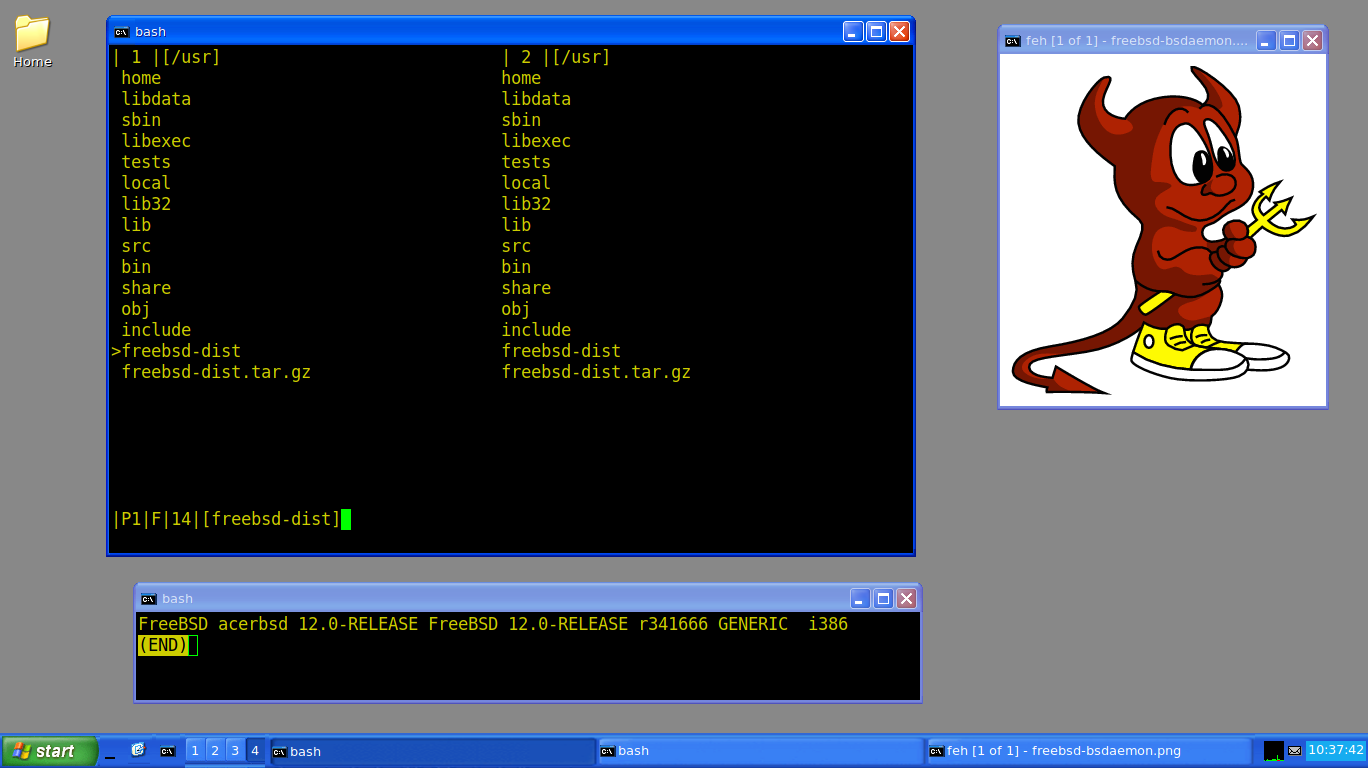 Home
bash
| 1 |[/usr] | 2 |[/usr]
home home
libdata libdata
sbin sbin
libexec libexec
tests tests
local local
lib32 lib32
lib lib
src src
bin bin
share share
obj obj
include include
>freebsd-dist freebsd-dist
freebsd-dist.tar.gz freebsd-dist.tar.gz
|P1|F|14|[freebsd-dist]
feh [1 of 1] - freebsd-bsdaemon....
bash
FreeBSD acerbsd 12.0-RELEASE FreeBSD 12.0-RELEASE r341666 GENERIC  i386
(END)
start 1 2 3 4 bash bash feh [1 of 1] - freebsd-bsdaemon.png 10:37:42